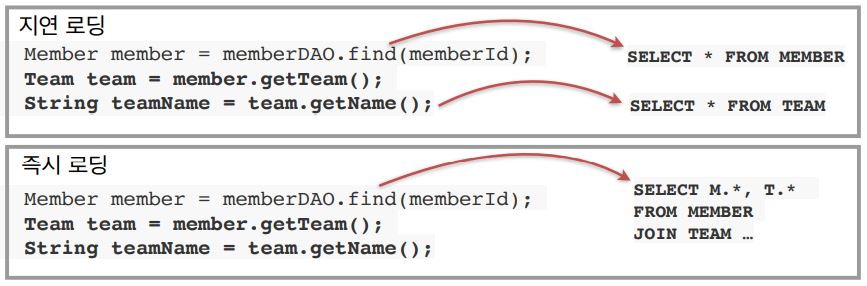 지연 로딩
Member member = memberDAO.find(memberId);
SELECT * FROM MEMBER
Team team = member.getTeam();
String teamName = team.getName();
SELECT * FROM TEAM
즉시 로딩
Member member = memberDAO.find(memberId);
SELECT M.*, T.*
Team team = member.getTeam();
FROM MEMBER
String teamName = team.getName();
JOIN TEAM …